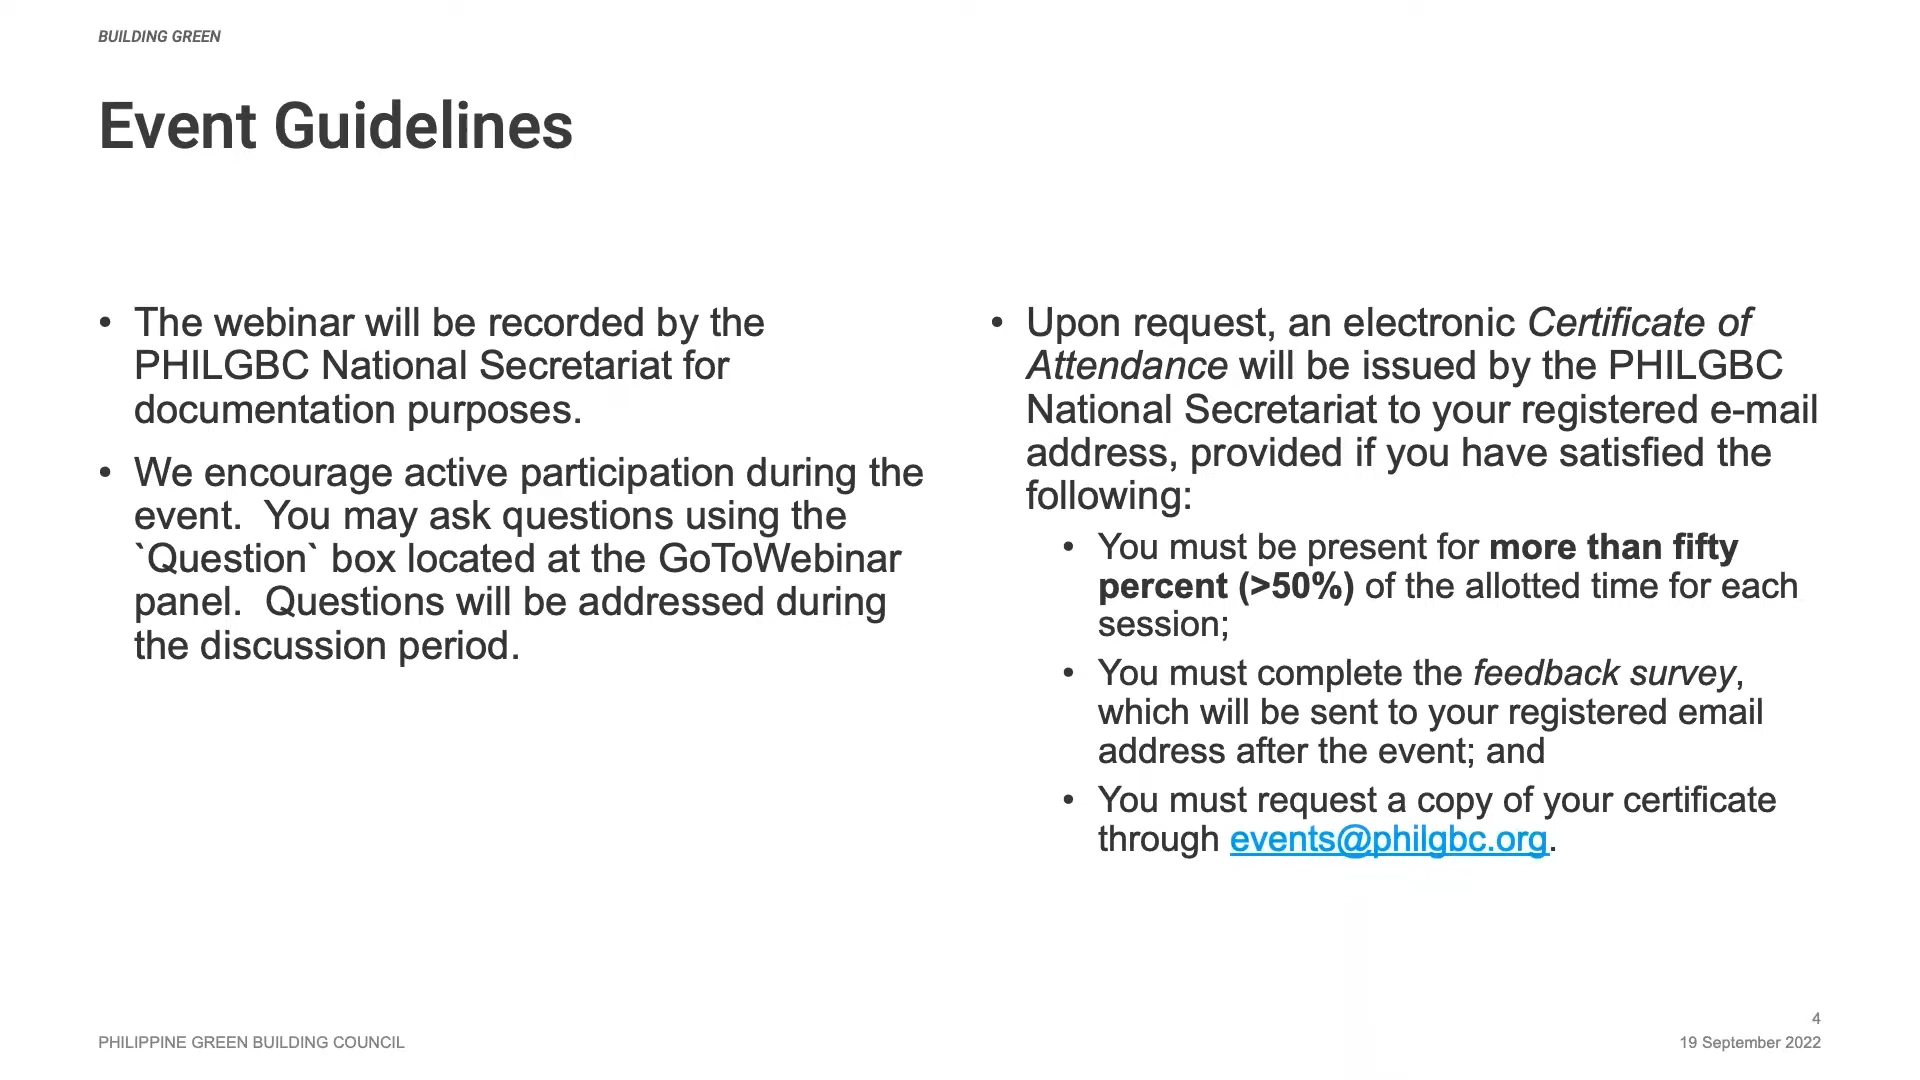 BUILDING GREEN
Event Guidelines
• The webinar will be recorded by the
PHILGBC National Secretariat for
documentation purposes.
• We encourage active participation during the
event.  You may ask questions using the
`Question` box located at the GoToWebinar
panel.  Questions will be addressed during
the discussion period.
• Upon request, an electronic Certificate of
Attendance will be issued by the PHILGBC
National Secretariat to your registered e-mail
address, provided if you have satisfied the
following:
• You must be present for more than fifty
percent (>50%) of the allotted time for each
session;
• You must complete the feedback survey,
which will be sent to your registered email
address after the event; and
• You must request a copy of your certificate
through events@philgbc.org.
PHILIPPINE GREEN BUILDING COUNCIL
4
19 September 2022